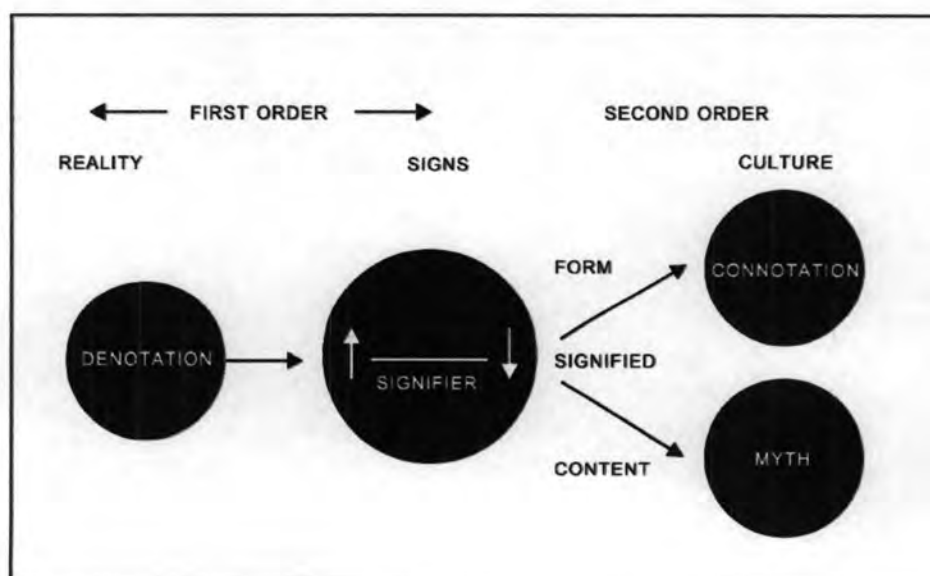 FIRST ORDER
SECOND ORDER
REALITY
SIGNS
CULTURE
FORM
CONNOTATION
DENOTATION
SIGNIFIER
SIGNIFIED
CONTENT
MYTH